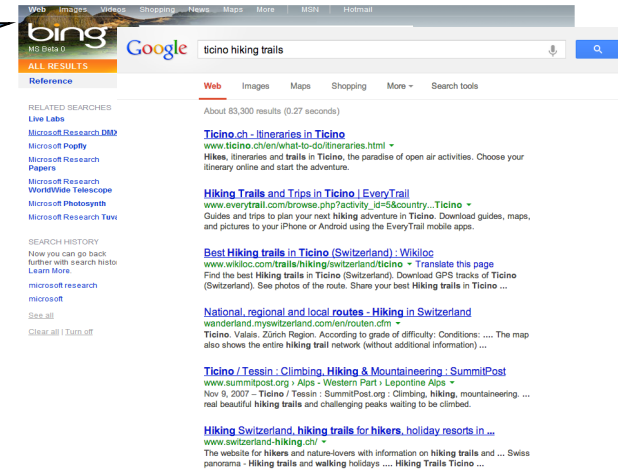 Web Images Videos Shopping News Maps More | MSN | Hotmail
bing
MS Beta 0
ALL RESULTS
Reference
RELATED SEARCHES
Live Labs
Microsoft Research DMX
Microsoft Popfly
Microsoft Research
Papers
Microsoft Research
WorldWide Telescope
Microsoft Photosynth
Microsoft Research Tuva
SEARCH HISTORY
Now you can go back
further with search histo
Learn More.
microsoft research
microsoft
See all
Clear all | Turn off
Google
ticino hiking trails
Web Images Maps Shopping More Search tools
About 83,300 results (0.27 seconds)
Ticino.ch - Itineraries in Ticino
www.ticino.ch/en/what-to-do/itineraries.html
Hikes, itineraries and trails in Ticino, the paradise of open air activities. Choose your
itinerary online and start the adventure.
Hiking Trails and Trips in Ticino | EveryTrail
www.everytrail.com/browse.php?activity_id=5&country...Ticino
Guides and trips to plan your next hiking adventure in Ticino. Download guides, maps,
and pictures to your iPhone or Android using the EveryTrail mobile apps.
Best Hiking trails in Ticino (Switzerland) : Wikiloc
www.wikiloc.com/trails/hiking/switzerland/ticino Translate this page
Find the best Hiking trails in Ticino (Switzerland). Download GPS tracks of Ticino
(Switzerland). See photos of the route. Share your best Hiking trails in Ticino ...
National, regional and local routes - Hiking in Switzerland
wanderland.myswitzerland.com/en/routen.cfm
Ticino. Valais. Zürich Region. According to grade of difficulty: Conditions: .... The map
also shows the entire hiking trail network (without additional information) ...
Ticino / Tessin : Climbing, Hiking & Mountaineering : SummitPost
www.summitpost.org › Alps - Western Part › Lepontine Alps
Nov 9, 2007 – Ticino / Tessin : SummitPost.org : Climbing, hiking, mountaineering. ...
real beautiful hiking trails and challenging peaks waiting to be climbed.
Hiking Switzerland, hiking trails for hikers, holiday resorts in ...
www.switzerland-hiking.ch/
The website for hikers and nature-lovers with information on hiking trails and ... Swiss
panorama - Hiking trails and walking holidays .... Hiking Trails Ticino ...